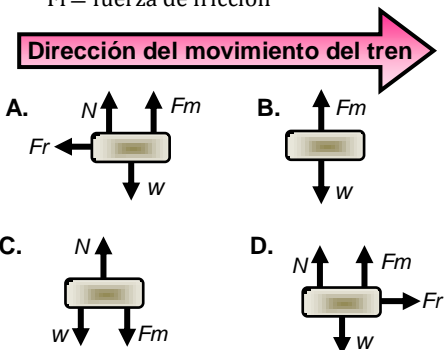 Fr= fuerza de fricción
Dirección del movimiento del tren
A. N Fm
Fr
w
B. Fm
w
C. N
w Fm
D. N Fm
Fr
w